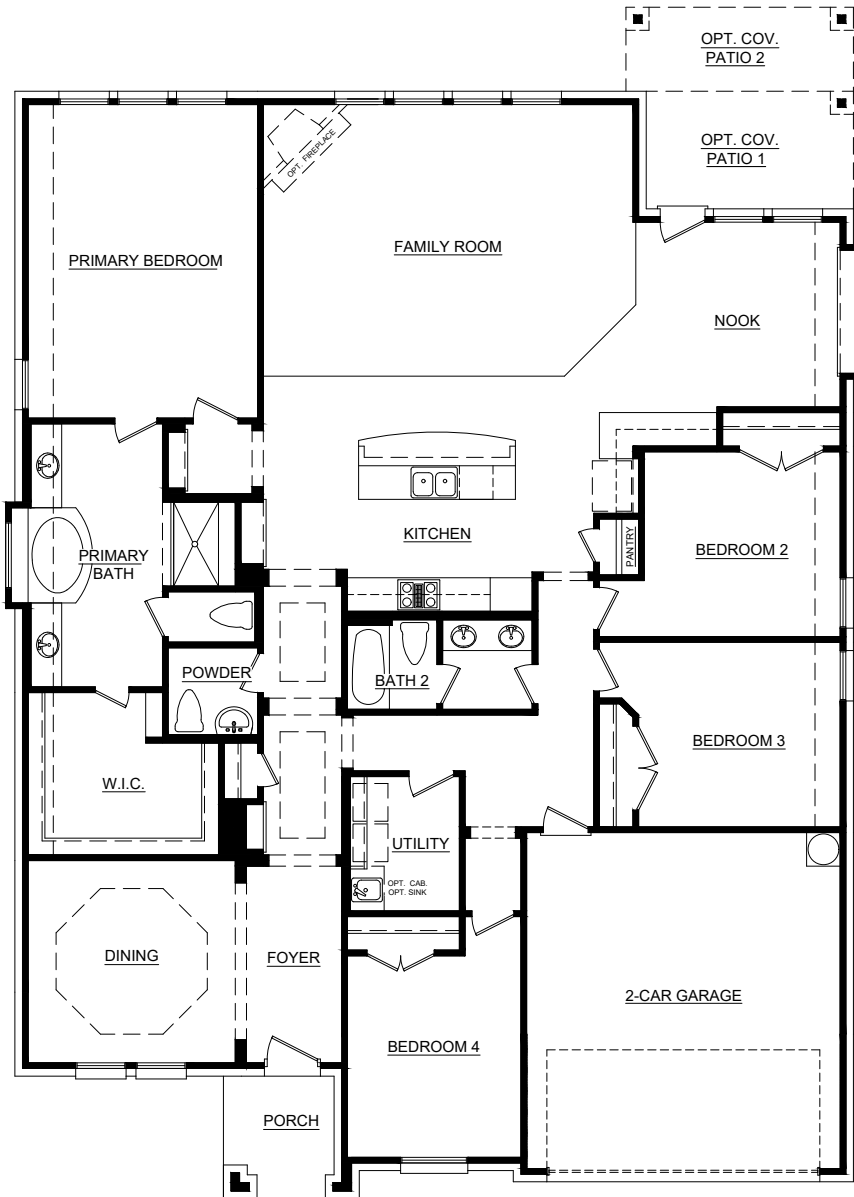 OPT. COV.
PATIO 2
OPT. COV.
PATIO 1
OPT. FIREPLACE
FAMILY ROOM
PRIMARY BEDROOM
NOOK
KITCHEN
PANTRY
BEDROOM 2
PRIMARY
BATH
POWDER
BATH 2
BEDROOM 3
W.I.C.
UTILITY
OPT. CAB.
OPT. SINK
DINING
FOYER
2-CAR GARAGE
BEDROOM 4
PORCH